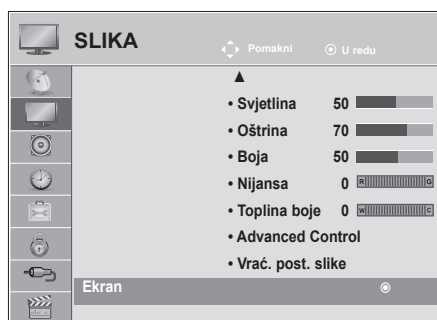 SLIKA
Pomakni
U redu
▲
• Svjetlina 50
• Oštrina 70
• Boja 50
• Nijansa 0 R G
• Toplina boje 0 W C
• Advanced Control
• Vrać. post. slike
Ekran